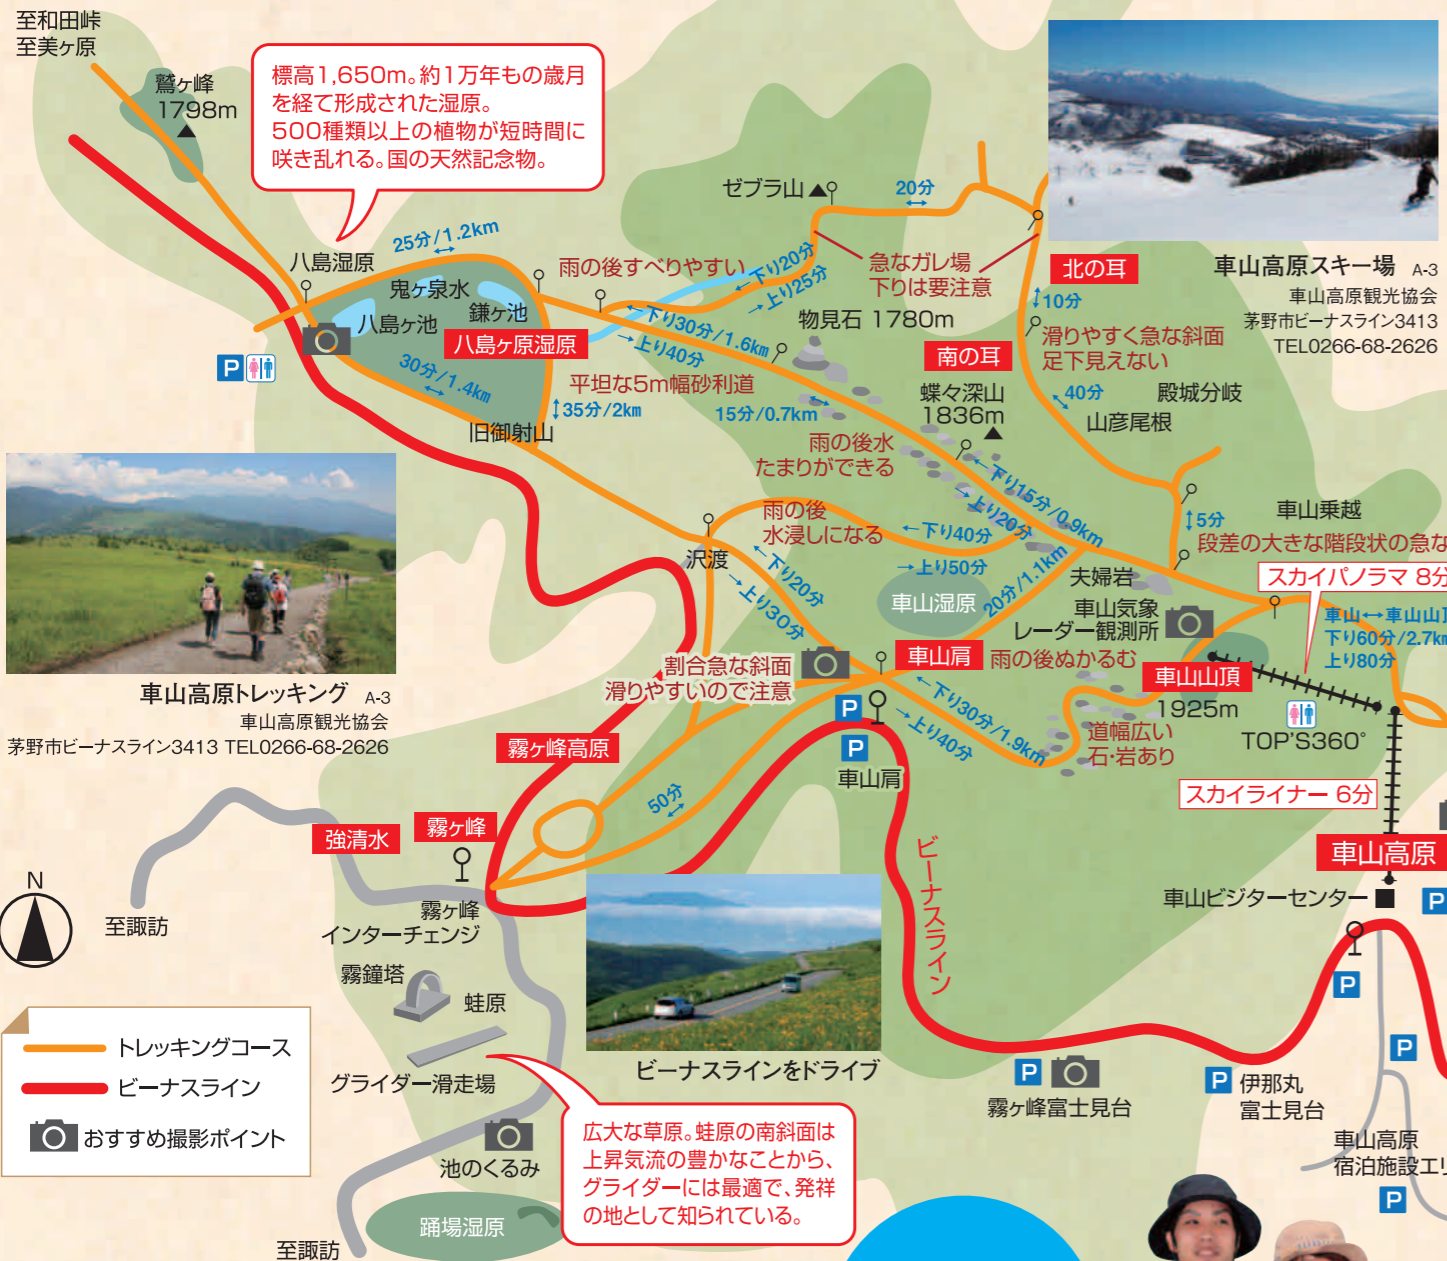 至和田峠
至美ヶ原
鷲ヶ峰
1798m
標高1,650m。約1万年もの歳月
を経て形成された湿原。
500種類以上の植物が短時間に
咲き乱れる。国の天然記念物。
ゼブラ山
20分
25分/1.2km
八島湿原
鬼ヶ泉水
鎌ヶ池
八島ヶ池
八島ヶ原湿原
P
30分/1.4km
旧御射山
35分/2km
雨の後すべりやすい
←下り20分
→上り25分
急なガレ場
下りは要注意
←下り30分/1.6km
→上り40分
平坦な5m幅砂利道
物見石 1780m
15分/0.7km
北の耳
10分
滑りやすく急な斜面
足下見えない
南の耳
蝶々深山
1836m
40分
殿城分岐
山彦尾根
雨の後水
たまりができる
←下り15分/0.9km
→上り20分
車山高原スキー場 A-3
車山高原観光協会
茅野市ビーナスライン3413
TEL0266-68-2626
5分
車山乗越
段差の大きな階段状の急な
スカイパノラマ 8分
車山↔車山山頂
下り60分/2.7km
上り80分
夫婦岩
車山気象
レーダー観測所
雨の後
水浸しになる
←下り40分
→上り50分
沢渡
←下り20分
→上り30分
車山湿原
20分/1.1km
割合急な斜面
滑りやすいので注意
車山肩
雨の後ぬかるむ
車山山頂
1925m
TOP'S360°
←下り30分/1.9km
→上り40分
道幅広い
石・岩あり
P
P
車山肩
スカイライナー 6分
車山高原
車山ビジターセンター
P
車山高原トレッキング A-3
車山高原観光協会
茅野市ビーナスライン3413 TEL0266-68-2626
霧ヶ峰高原
50分
強清水
霧ヶ峰
N
至諏訪
霧ヶ峰
インターチェンジ
霧鐘塔
蛙原
グライダー滑走場
ビーナスライン
ビーナスラインをドライブ
トレッキングコース
ビーナスライン
おすすめ撮影ポイント
広大な草原。蛙原の南斜面は
上昇気流の豊かなことから、
グライダーには最適で、発祥
の地として知られている。
池のくるみ
踊場湿原
至諏訪
P
霧ヶ峰富士見台
P
伊那丸
富士見台
P
P
車山高原
宿泊施設エリ
P